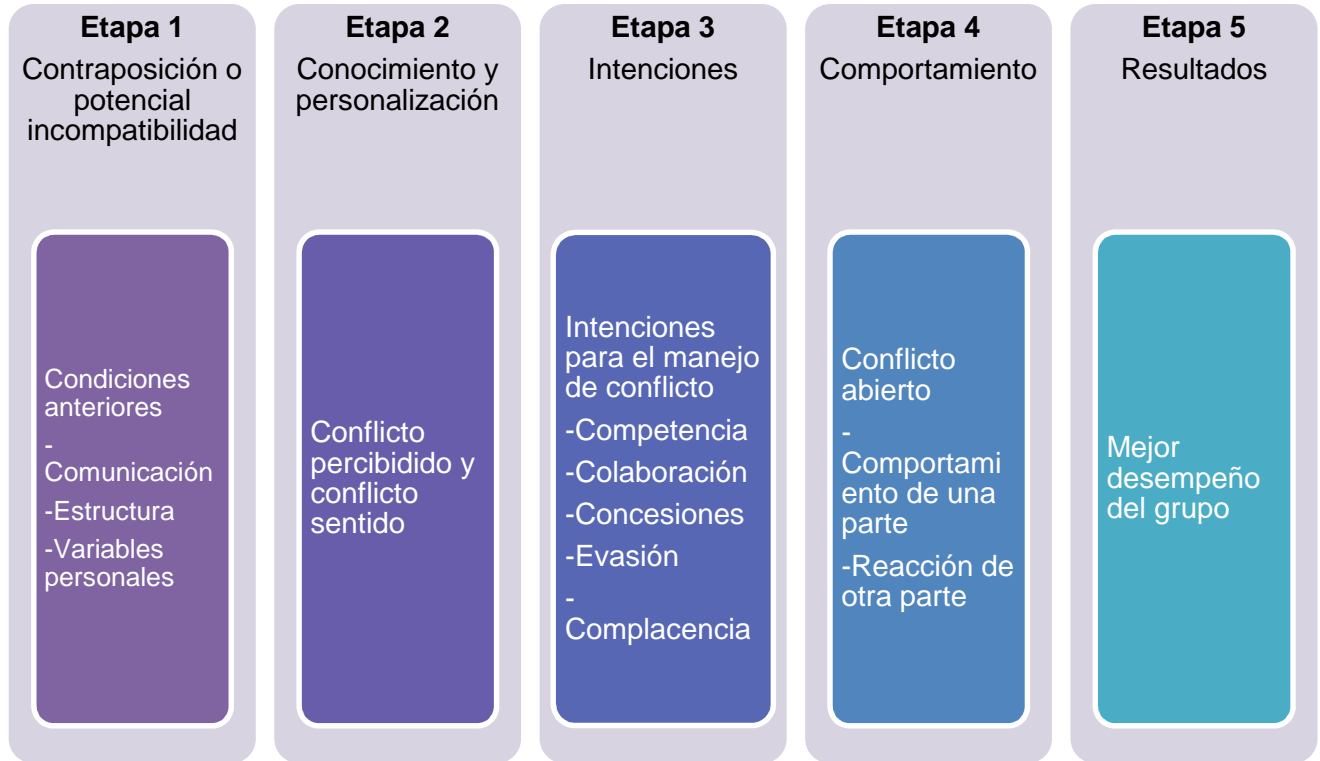 Etapa 1
Contraposición o
potencial
incompatibilidad
Condiciones
anteriores
-
Comunicación
-Estructura
-Variables
personales
Etapa 2
Conocimiento y
personalización
Conflicto
percibidido y
conflicto
sentido
Etapa 3
Intenciones
Intenciones
para el manejo
de conflicto
-Competencia
-Colaboración
-Concesiones
-Evasión
-
Complacencia
Etapa 4
Comportamiento
Conflicto
abierto
-
Comportami
ento de una
parte
-Reacción de
otra parte
Etapa 5
Resultados
Mejor
desempeño
del grupo